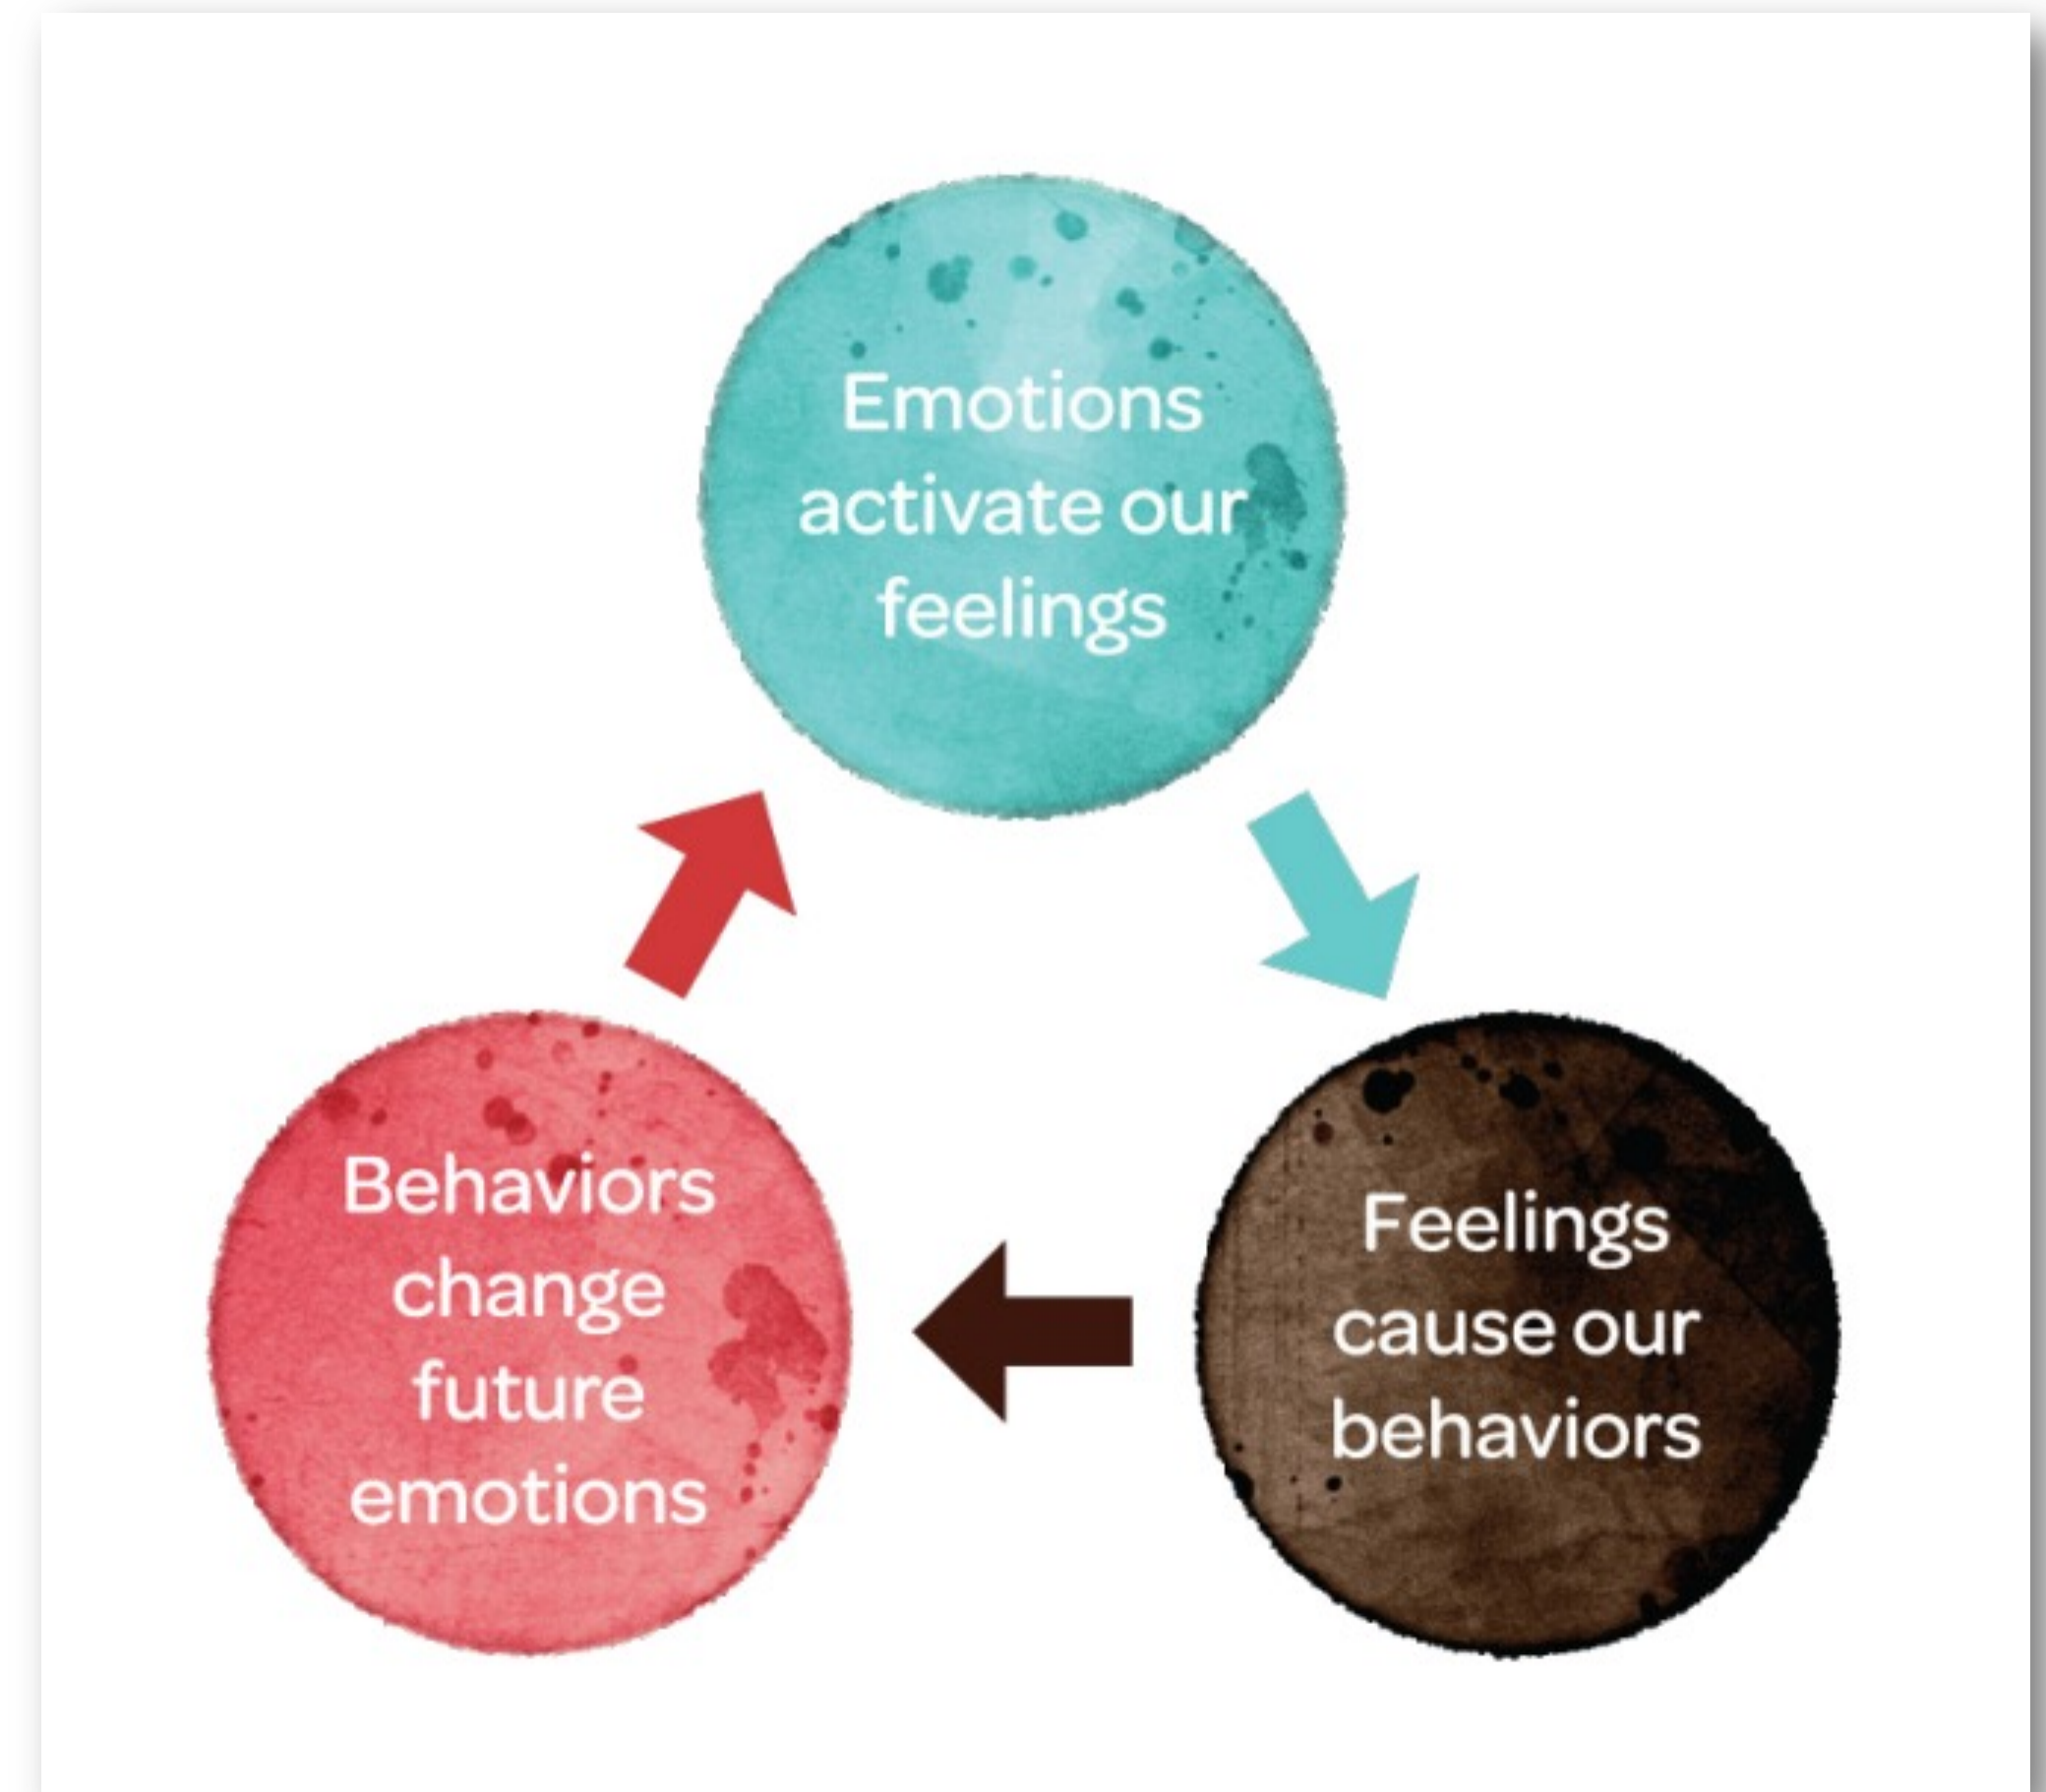 Emotions
activate our
feelings
Feelings
cause our
behaviors
Behaviors
change
future
emotions